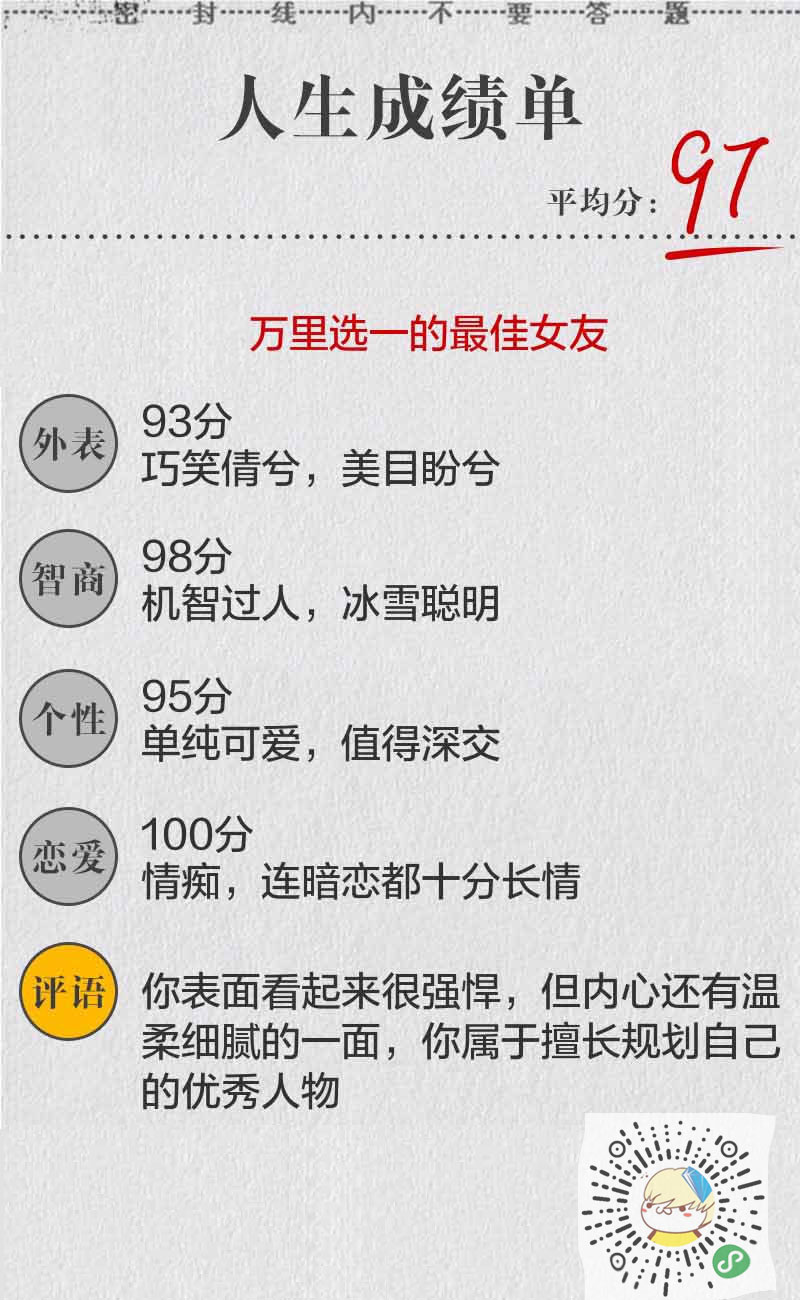 密封线内不要答题
人生成绩单
平均分：97
万里选一的最佳女友
外表
93分
巧笑倩兮，美目盼兮
智商
98分
机智过人，冰雪聪明
个性
95分
单纯可爱，值得深交
恋爱
100分
情痴，连暗恋都十分长情
评语
你表面看起来很强悍，但内心还有温
柔细腻的一面，你属于擅长规划自己
的优秀人物